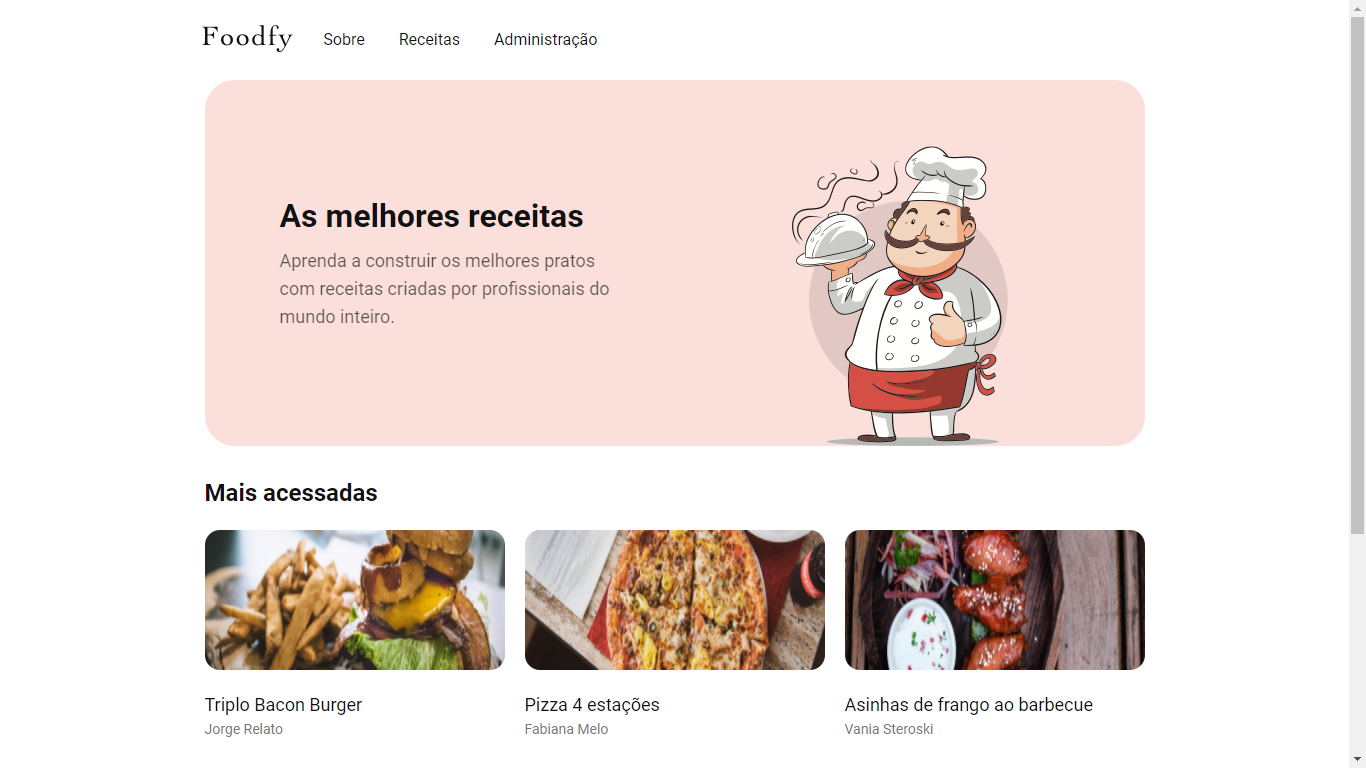 Foodfy Sobre Receitas Administração
As melhores receitas
Aprenda a construir os melhores pratos
com receitas criadas por profissionais do
mundo inteiro.
Mais acessadas
Triplo Bacon Burger
Jorge Relato
Pizza 4 estações
Fabiana Melo
Asinhas de frango ao barbecue
Vania Steroski